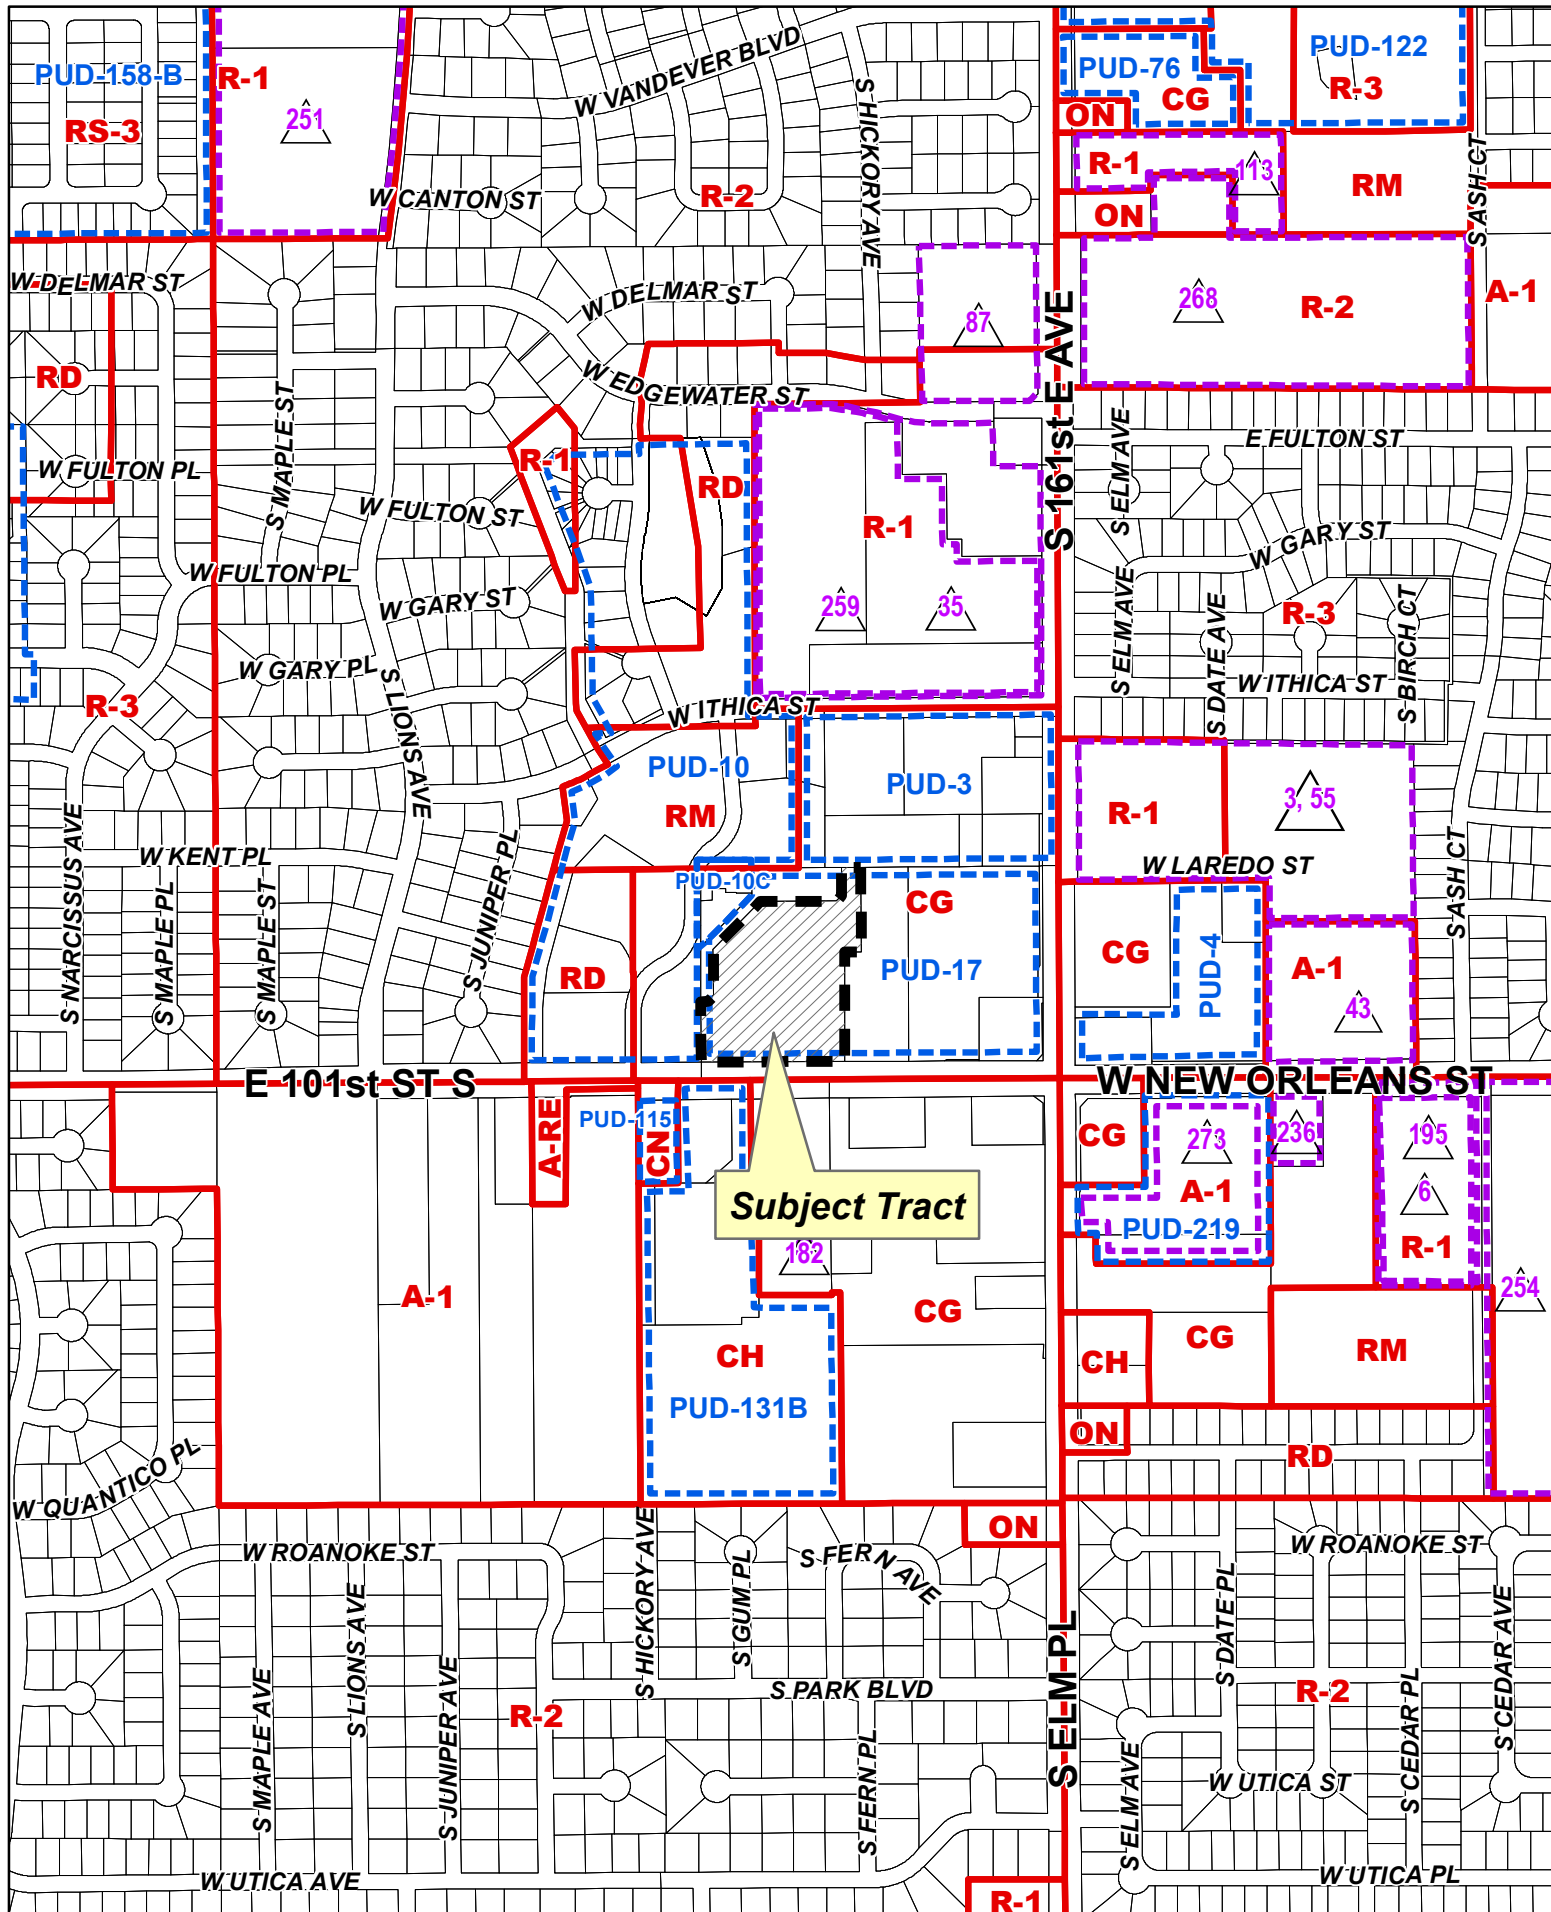 W VANDEVER BLVD
PUD-158-B
R-1
PUD-76
PUD-122
CG
R-3
RS-3
251
S HICKORY AVE
ON
R-1
113
RM
S ASH CT
W CANTON ST
R-2
ON
W DELMAR ST
W DELMAR ST
87
268
R-2
A-1
RD
W EDGEWATER ST
S MAPLE ST
S 161st E AVE
S ELM AVE
E FULTON ST
W FULTON PL
R-1
RD
W FULTON ST
R-1
W GARY ST
W FULTON PL
W GARY ST
259
35
S ELM AVE
S DATE AVE
R-3
S BIRCH CT
W GARY PL
S LIONS AVE
W ITHICA ST
R-3
W ITHICA ST
PUD-10
PUD-3
RM
R-1
3, 55
S NARCISSUS AVE
W KENT PL
S JUNIPER PL
W LAREDO ST
S ASH CT
S MAPLE PL
S MAPLE ST
PUD-10C
CG
CG
PUD-4
A-1
RD
PUD-17
43
E 101st ST S
W NEW ORLEANS ST
A-RE
PUD-115
CN
CG
273
236
195
Subject Tract
A-1
6
PUD-219
R-1
182
254
A-1
CG
CG
CH
CH
RM
PUD-131B
ON
RD
W QUANTICO PL
ON
W ROANOKE ST
S HICKORY AVE
S GUM PL
S FERN AVE
W ROANOKE ST
S MAPLE AVE
S LIONS AVE
S JUNIPER AVE
R-2
S PARK BLVD
S ELM PL
S DATE PL
R-2
S CEDAR PL
S CEDAR AVE
S FERN PL
S ELM AVE
W UTICA ST
W UTICA AVE
W UTICA PL
R-1